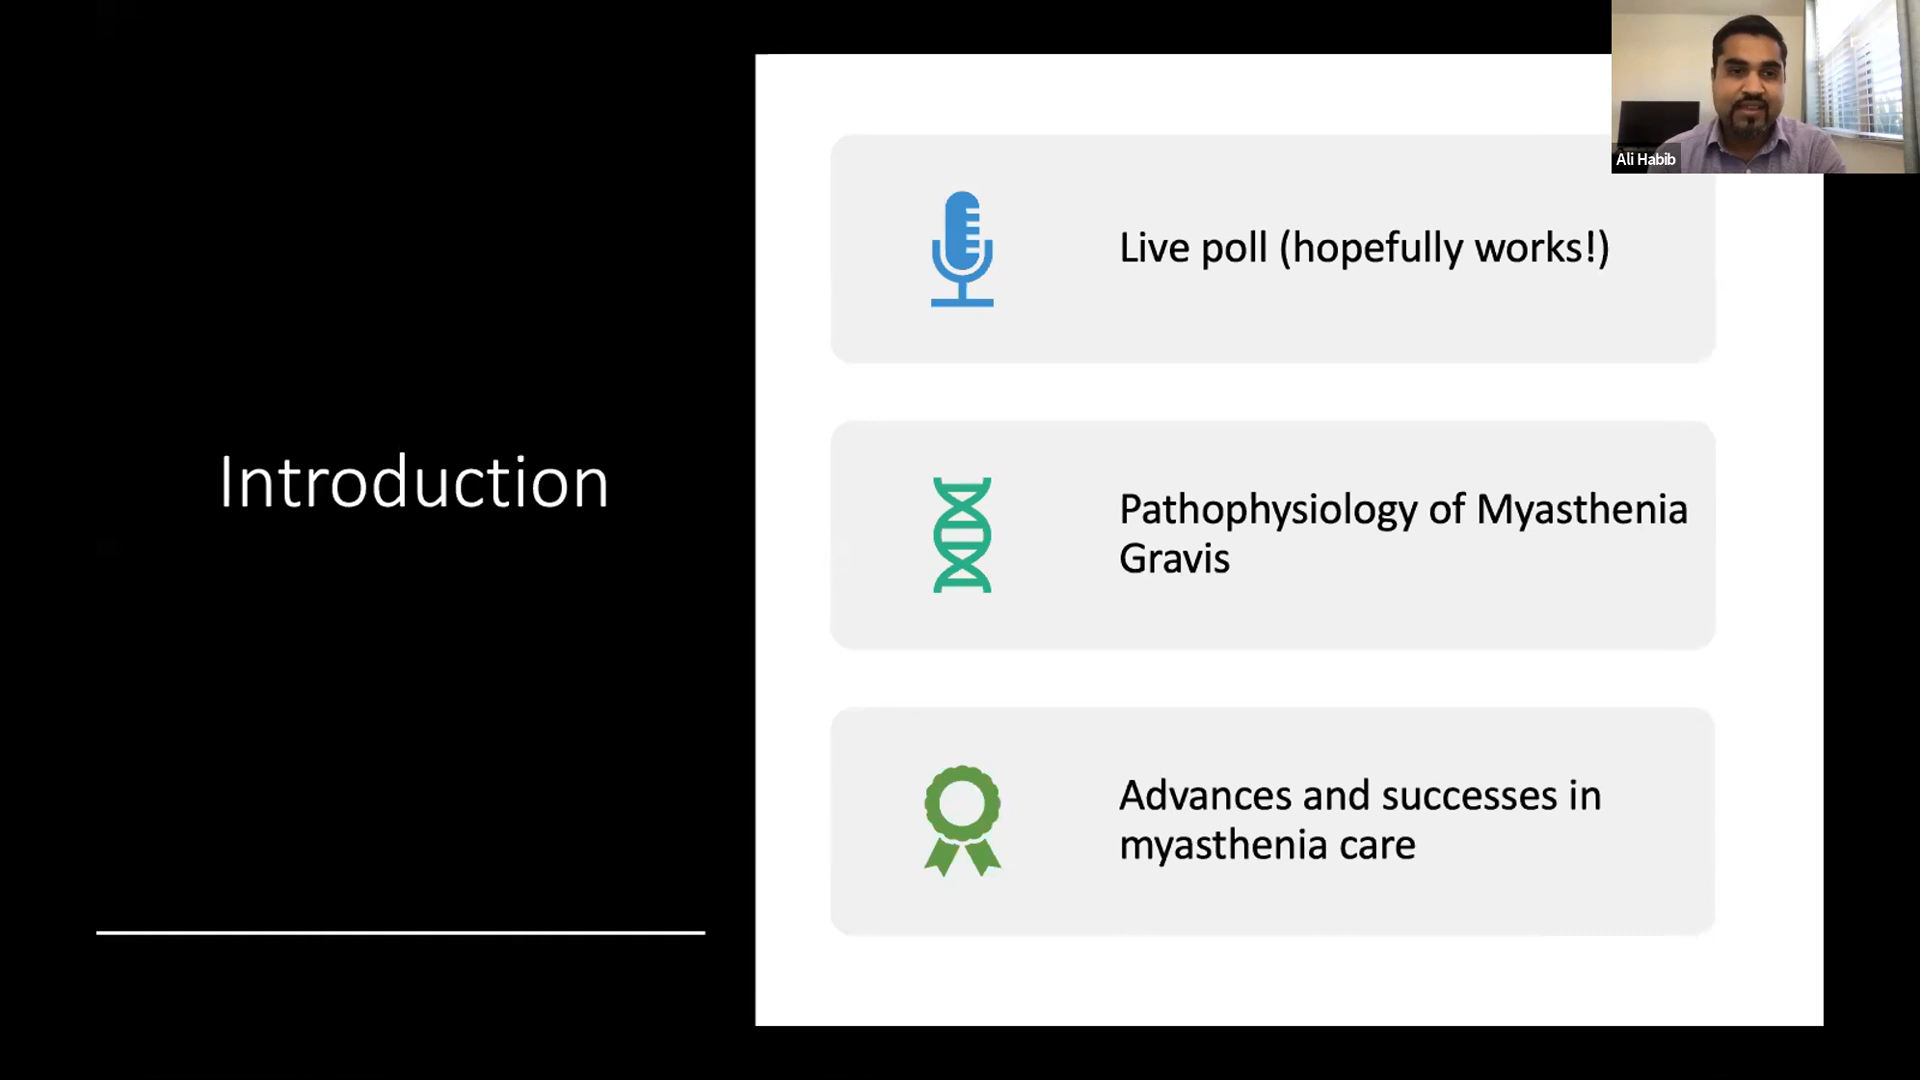 Introduction
Live poll (hopefully works!)
Pathophysiology of Myasthenia
Gravis
Advances and successes in
myasthenia care
Ali Habib